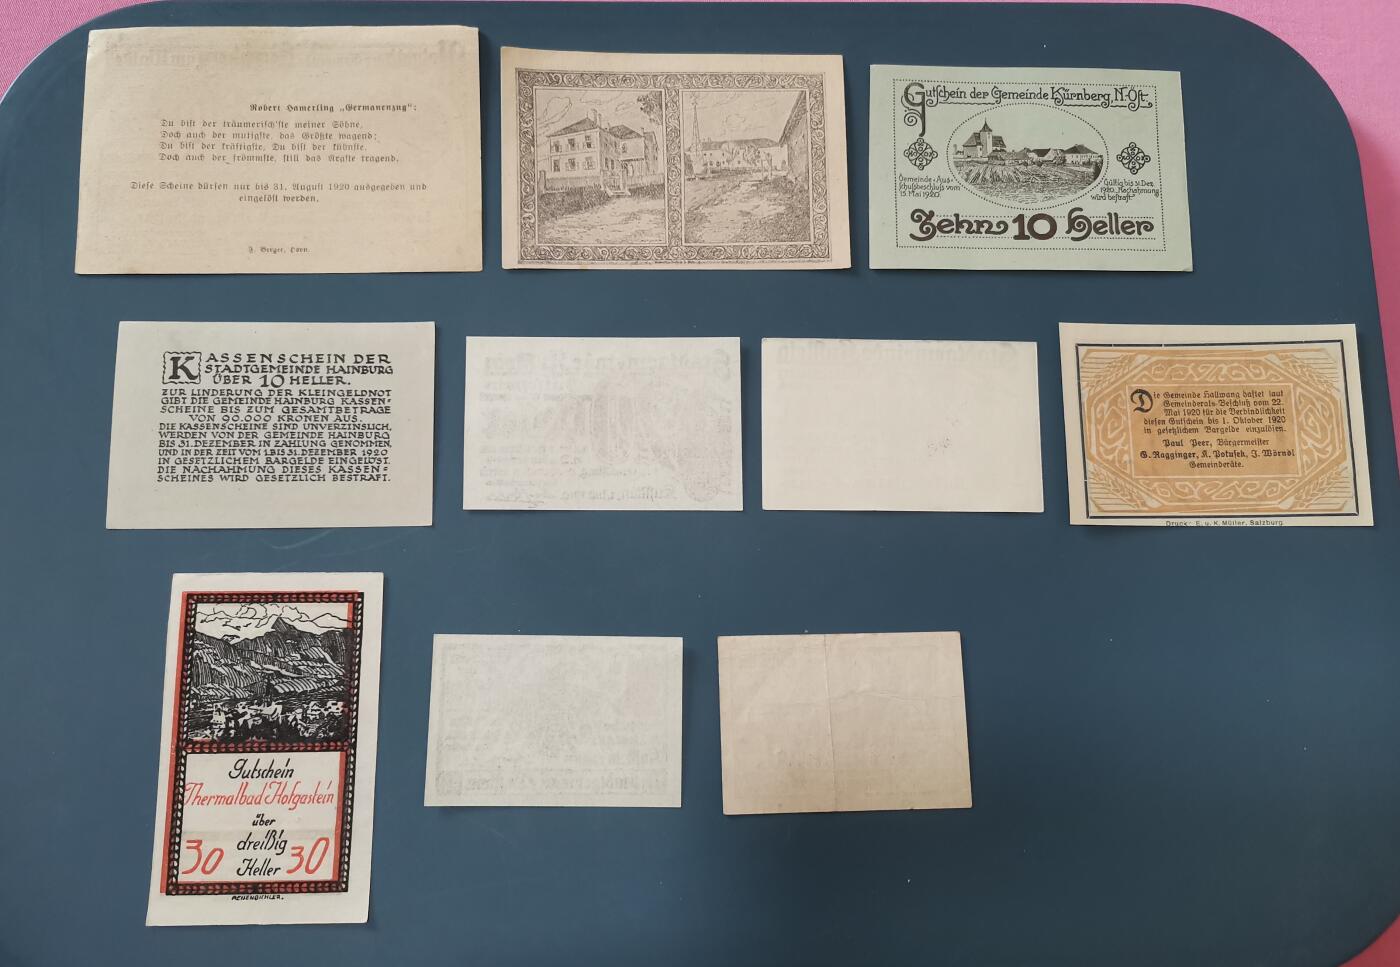 Robert Hamerling „Germanenzug“:
Du bist der träumerisch'ste meiner Söhne,
Doch auch der mutigste, das Größte wagend;
Du bist der kräftigste, Du bist der kühnste,
Doch auch der frömmste, still das Ärgste tragend.
Diese Scheine dürfen nur bis 31. August 1920 ausgegeben und
eingelöst werden.
J. Berger, Horn.
Gutschein der Gemeinde Kürnberg, N-Öst.
Gemeinde-Aus-
schußbeschluß vom
15. Mai 1920.
Gültig bis 31. Dez.
1920. Nachahmung
wird bestraft.
Zehn 10 Heller
KASSENSCHEIN DER
STADTGEMEINDE HAINBURG
ÜBER 10 HELLER.
ZUR LINDERUNG DER KLEINGELDNOT
GIBT DIE GEMEINDE HAINBURG KASSEN-
SCHEINE BIS ZUM GESAMTBETRAGE
VON 90.000 KRONEN AUS.
DIE KASSENSCHEINE SIND UNVERZINSLICH,
WERDEN VON DER GEMEINDE HAINBURG
BIS 31. DEZEMBER IN ZAHLUNG GENOMMEN,
UND IN DER ZEIT VOM 1.BIS 31. DEZEMBER 1920
IN GESETZLICHEM BARGELDE EINGELÖST.
DIE NACHAHMUNG DIESES KASSEN-
SCHEINES WIRD GESETZLICH BESTRAFT.
Die Gemeinde Hallwang haftet laut
Gemeinderats-Beschluß vom 22.
Mai 1920 für die Verbindlichkeit
diesen Gutschein bis 1. Oktober 1920
in gesetzlichem Bargelde einzulösen.
Paul Peer, Bürgermeister
G. Ragginger, K. Potusek, J. Wörndl
Gemeinderäte.
Druck: E. u. K. Müller, Salzburg.
Gutschein
Thermalbad Hofgastein
über
dreißig
30 Heller 30